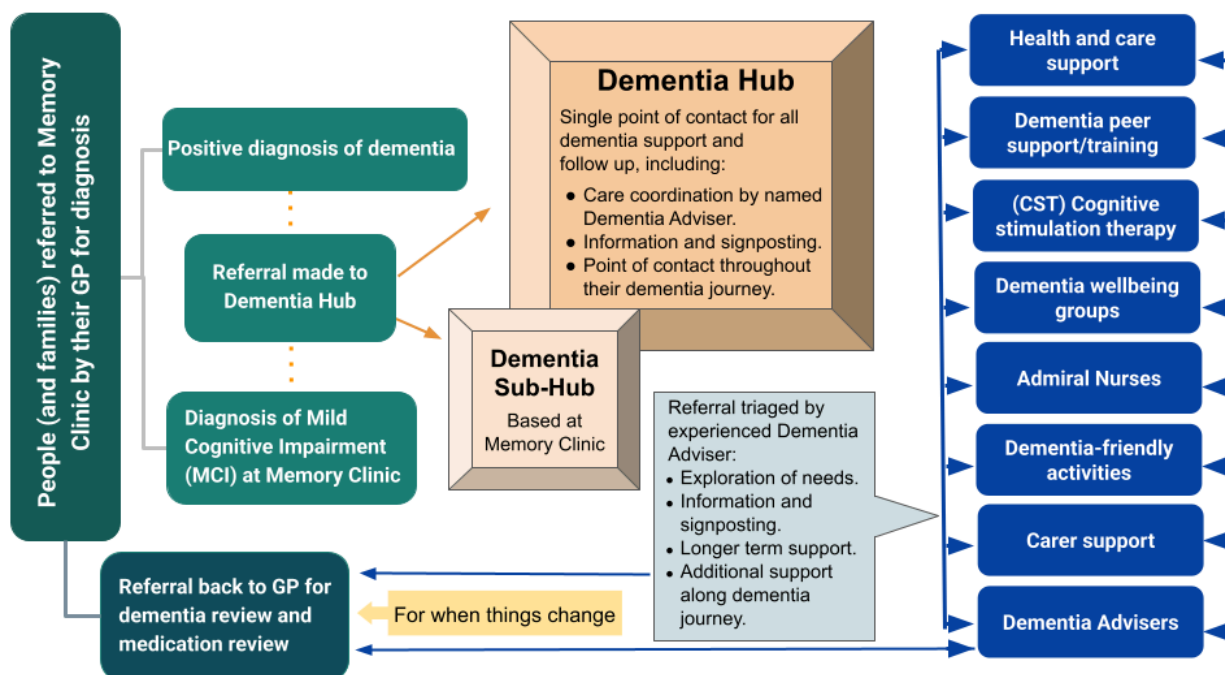 People (and families) referred to Memory
Clinic by their GP for diagnosis
Positive diagnosis of dementia
Referral made to
Dementia Hub
Diagnosis of Mild
Cognitive Impairment
(MCI) at Memory Clinic
Referral back to GP for
dementia review and
medication review
For when things change
Dementia Hub
Single point of contact for all
dementia support and
follow up, including:
● Care coordination by named
Dementia Adviser.
● Information and signposting.
● Point of contact throughout
their dementia journey.
Dementia
Sub-Hub
Based at
Memory Clinic
Referral triaged by
experienced Dementia
Adviser:
• Exploration of needs.
• Information and
signposting.
• Longer term support.
• Additional support
along dementia
journey.
Health and care
support
Dementia peer
support/training
(CST) Cognitive
stimulation therapy
Dementia wellbeing
groups
Admiral Nurses
Dementia-friendly
activities
Carer support
Dementia Advisers